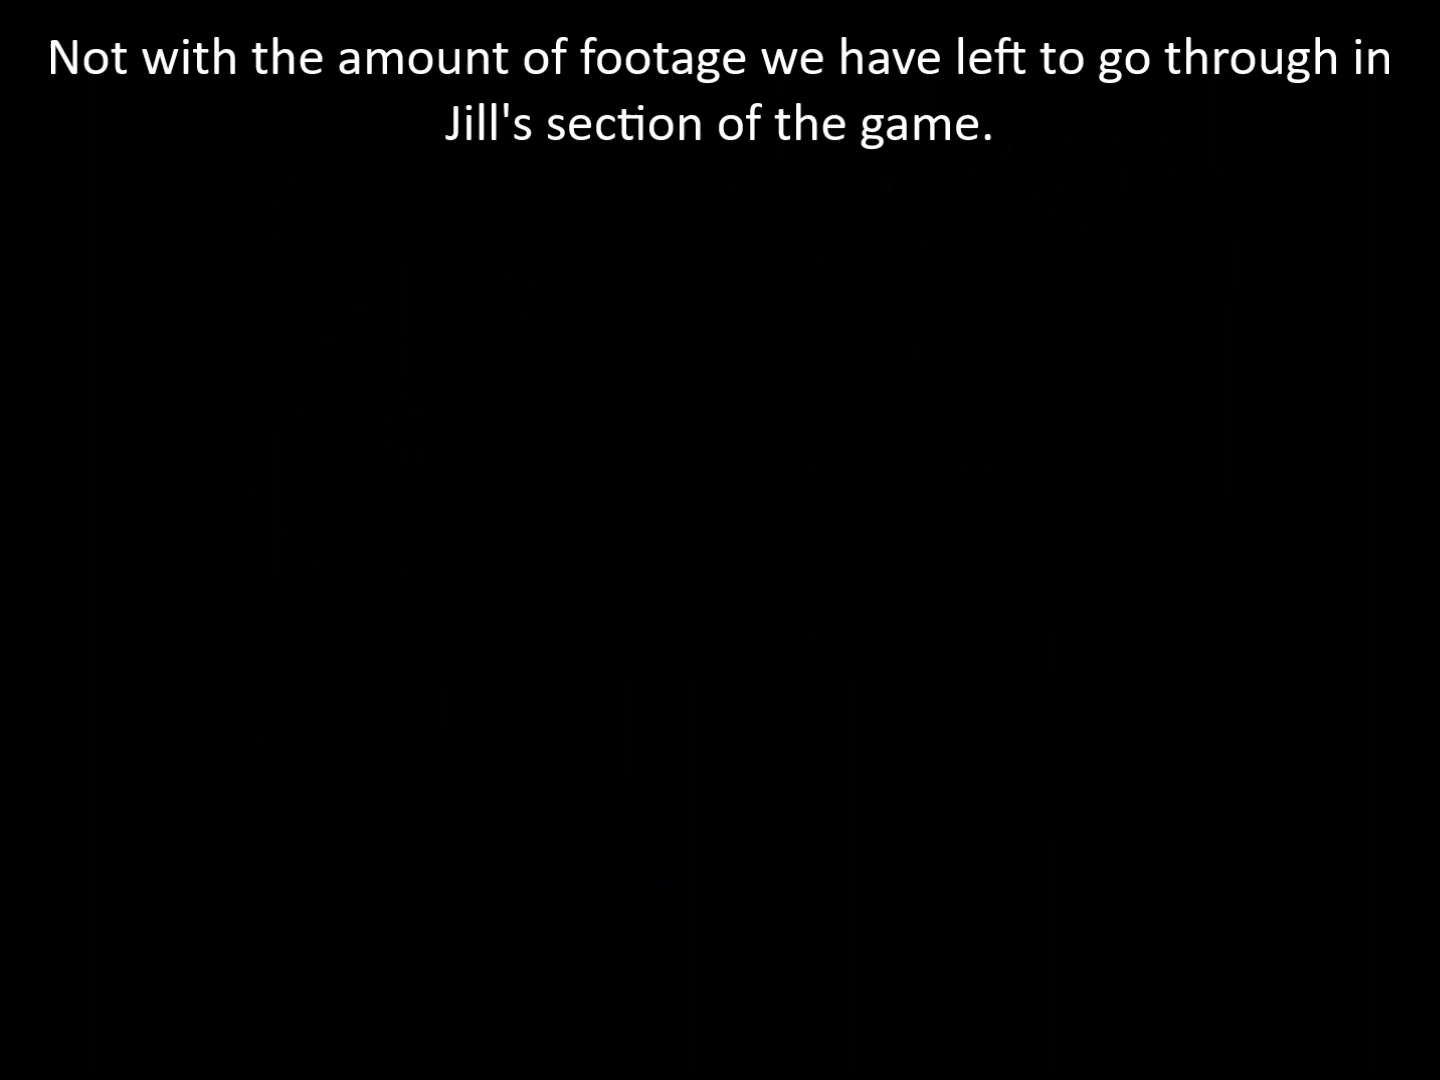 Not with the amount of footage we have left to go through in
Jill's section of the game.